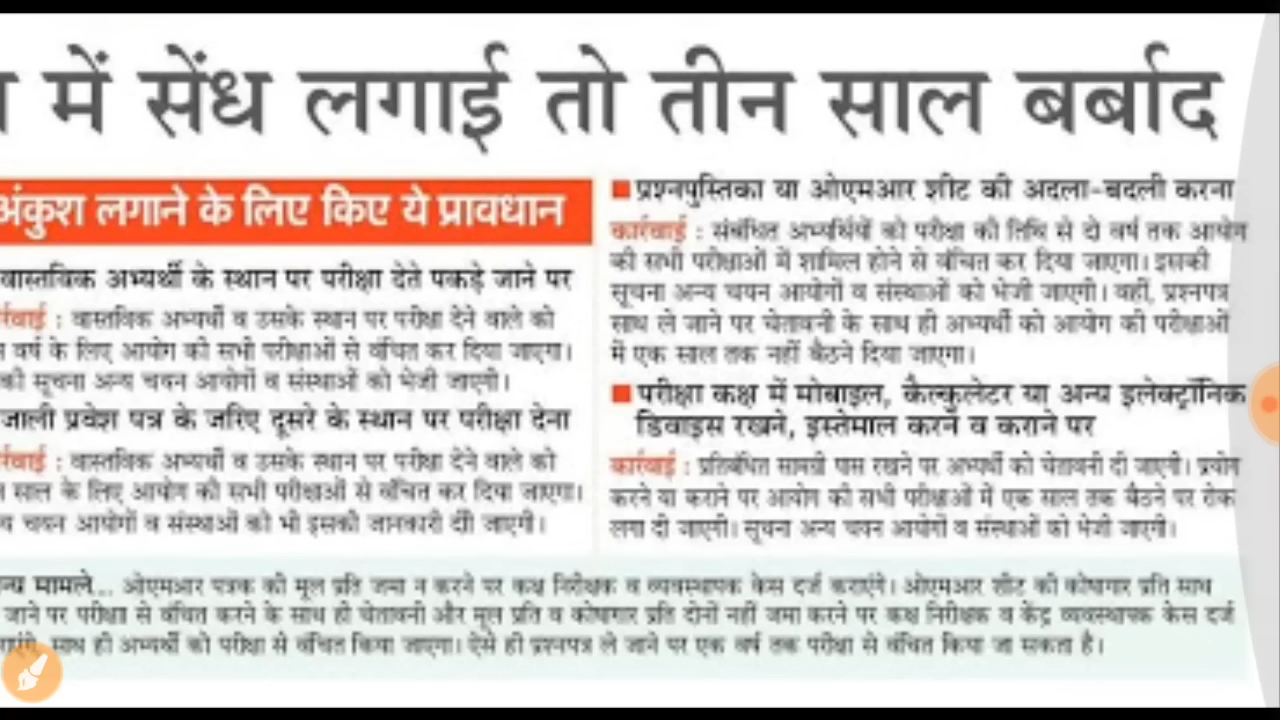 में सेंध लगाई तो तीन साल बर्बाद
अंकुश लगाने के लिए किए ये प्रावधान
वास्तविक अभ्यर्थी के स्थान पर परीक्षा देते पकड़े जाने पर
: वास्तविक अभ्यर्थी व उसके स्थान पर परीक्षा देने वाले को
वर्ष के लिए आयोग की सभी परीक्षाओं से वंचित कर दिया जाएगा।
की सूचना अन्य चयन आयोगों व संस्थाओं को भेजी जाएगी।
जाली प्रवेश पत्र के जरिए दूसरे के स्थान पर परीक्षा देना
: वास्तविक अभ्यर्थी व उसके स्थान पर परीक्षा देने वाले को
साल के लिए आयोग की सभी परीक्षाओं से वंचित कर दिया जाएगा।
चयन आयोगों व संस्थाओं को भी इसकी जानकारी दी जाएगी।
प्रश्नपुस्तिका या ओएमआर शीट की अदला-बदली करना
कार्रवाई : संबंधित अभ्यर्थियों को परीक्षा की तिथि से दो वर्ष तक आयोग
की सभी परीक्षाओं में शामिल होने से वंचित कर दिया जाएगा। इसकी
सूचना अन्य चयन आयोगों व संस्थाओं को भेजी जाएगी। वहीं, प्रश्नपत्र
साथ ले जाने पर चेतावनी के साथ ही अभ्यर्थी को आयोग की परीक्षाओं
में एक साल तक नहीं बैठने दिया जाएगा।
परीक्षा कक्ष में मोबाइल, कैल्कुलेटर या अन्य इलेक्ट्रॉनिक
डिवाइस रखने, इस्तेमाल करने व कराने पर
कार्रवाई : प्रतिबंधित सामग्री पास रखने पर अभ्यर्थी को चेतावनी दी जाएगी। प्रयोग
करने या कराने पर आयोग की सभी परीक्षाओं में एक साल तक बैठने पर रोक
लगा दी जाएगी। सूचना अन्य चयन आयोगों व संस्थाओं को भेजी जाएगी।
मामले... ओएमआर पत्रक की मूल प्रति जमा न करने पर कक्ष निरीक्षक व व्यवस्थापक केस दर्ज कराएंगे। ओएमआर शीट की कोषागार प्रति साथ
जाने पर परीक्षा से वंचित करने के साथ ही चेतावनी और मूल प्रति व कोषागार प्रति दोनों नहीं जमा करने पर कक्ष निरीक्षक व केंद्र व्यवस्थापक केस दर्ज
साथ ही अभ्यर्थी को परीक्षा से वंचित किया जाएगा। ऐसे ही प्रश्नपत्र ले जाने पर एक वर्ष तक परीक्षा से वंचित किया जा सकता है।